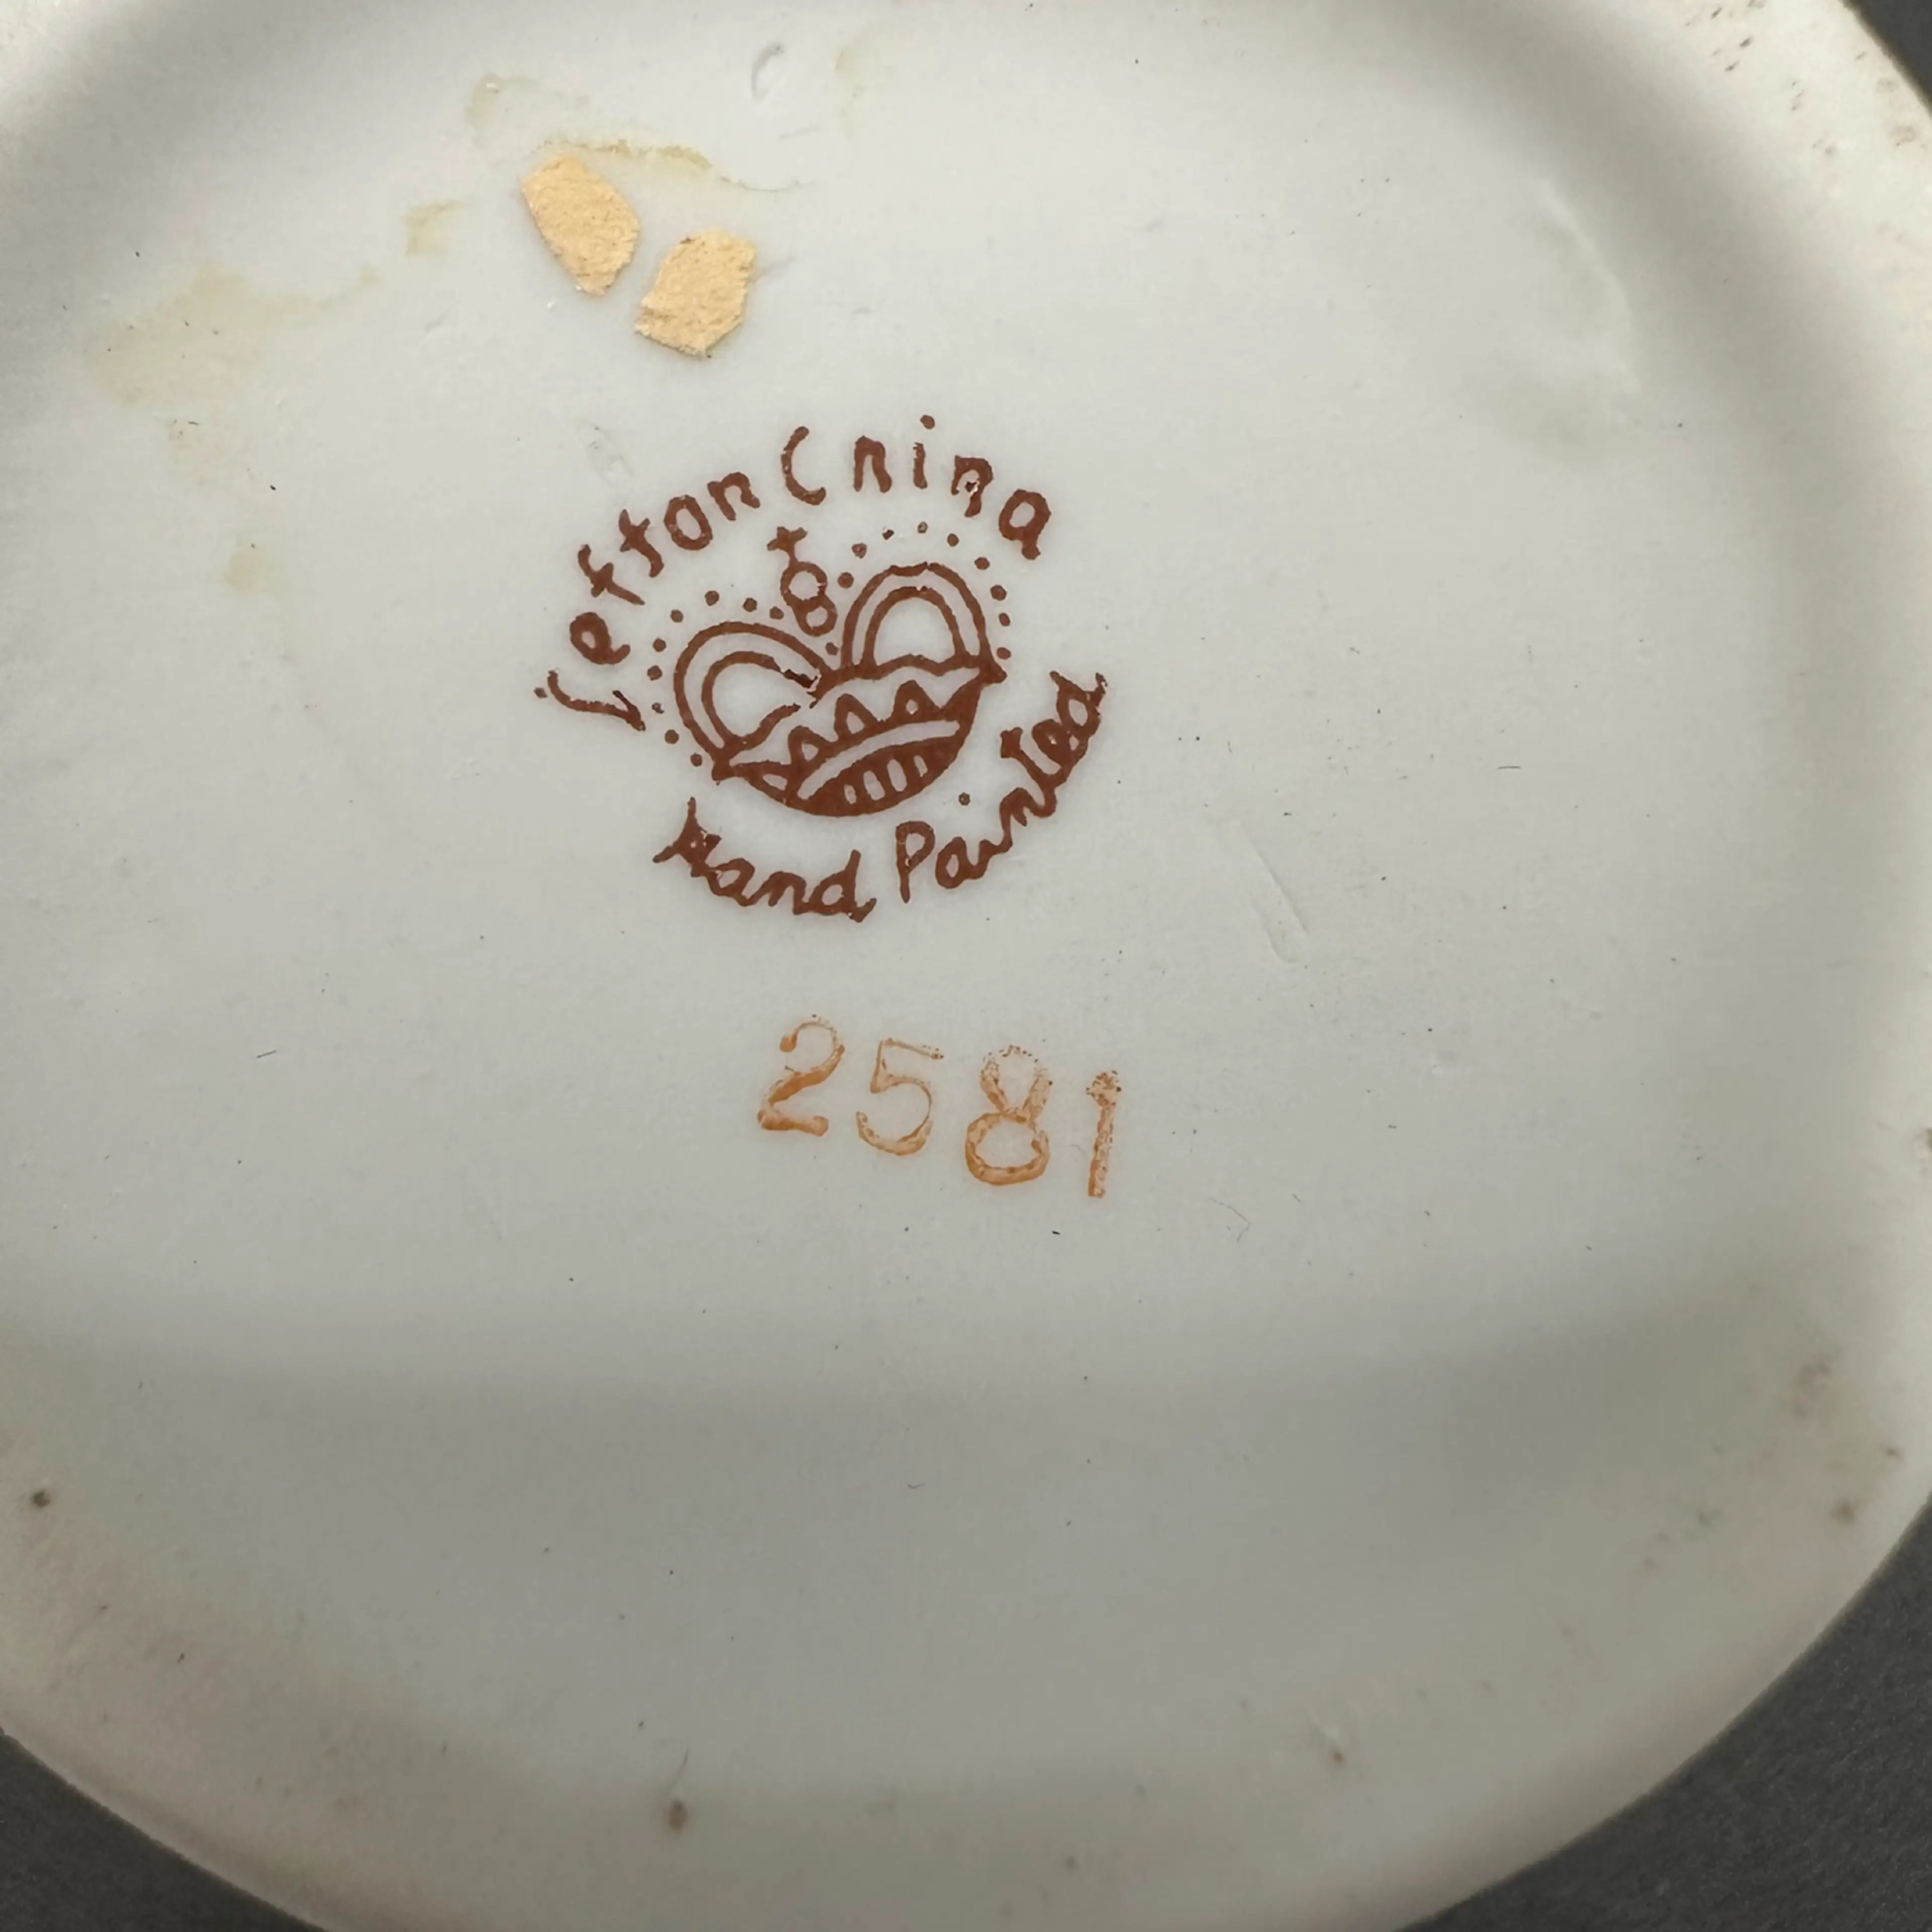 Lefton China
Hand Painted
2581